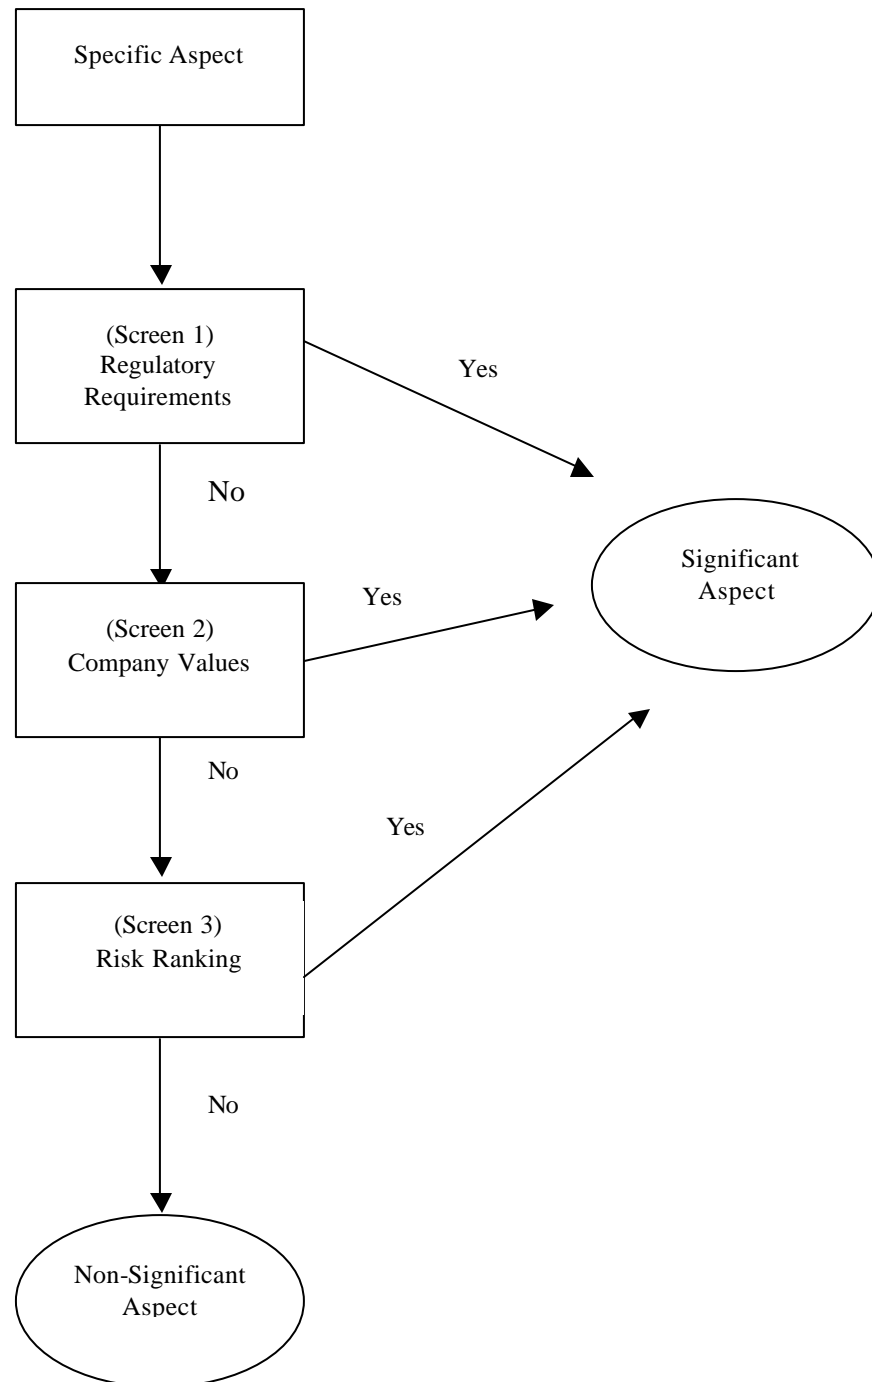 Specific Aspect
(Screen 1)
Regulatory
Requirements
Yes
No
Significant
Aspect
(Screen 2)
Company Values
Yes
No
Yes
(Screen 3)
Risk Ranking
No
Non-Significant
Aspect